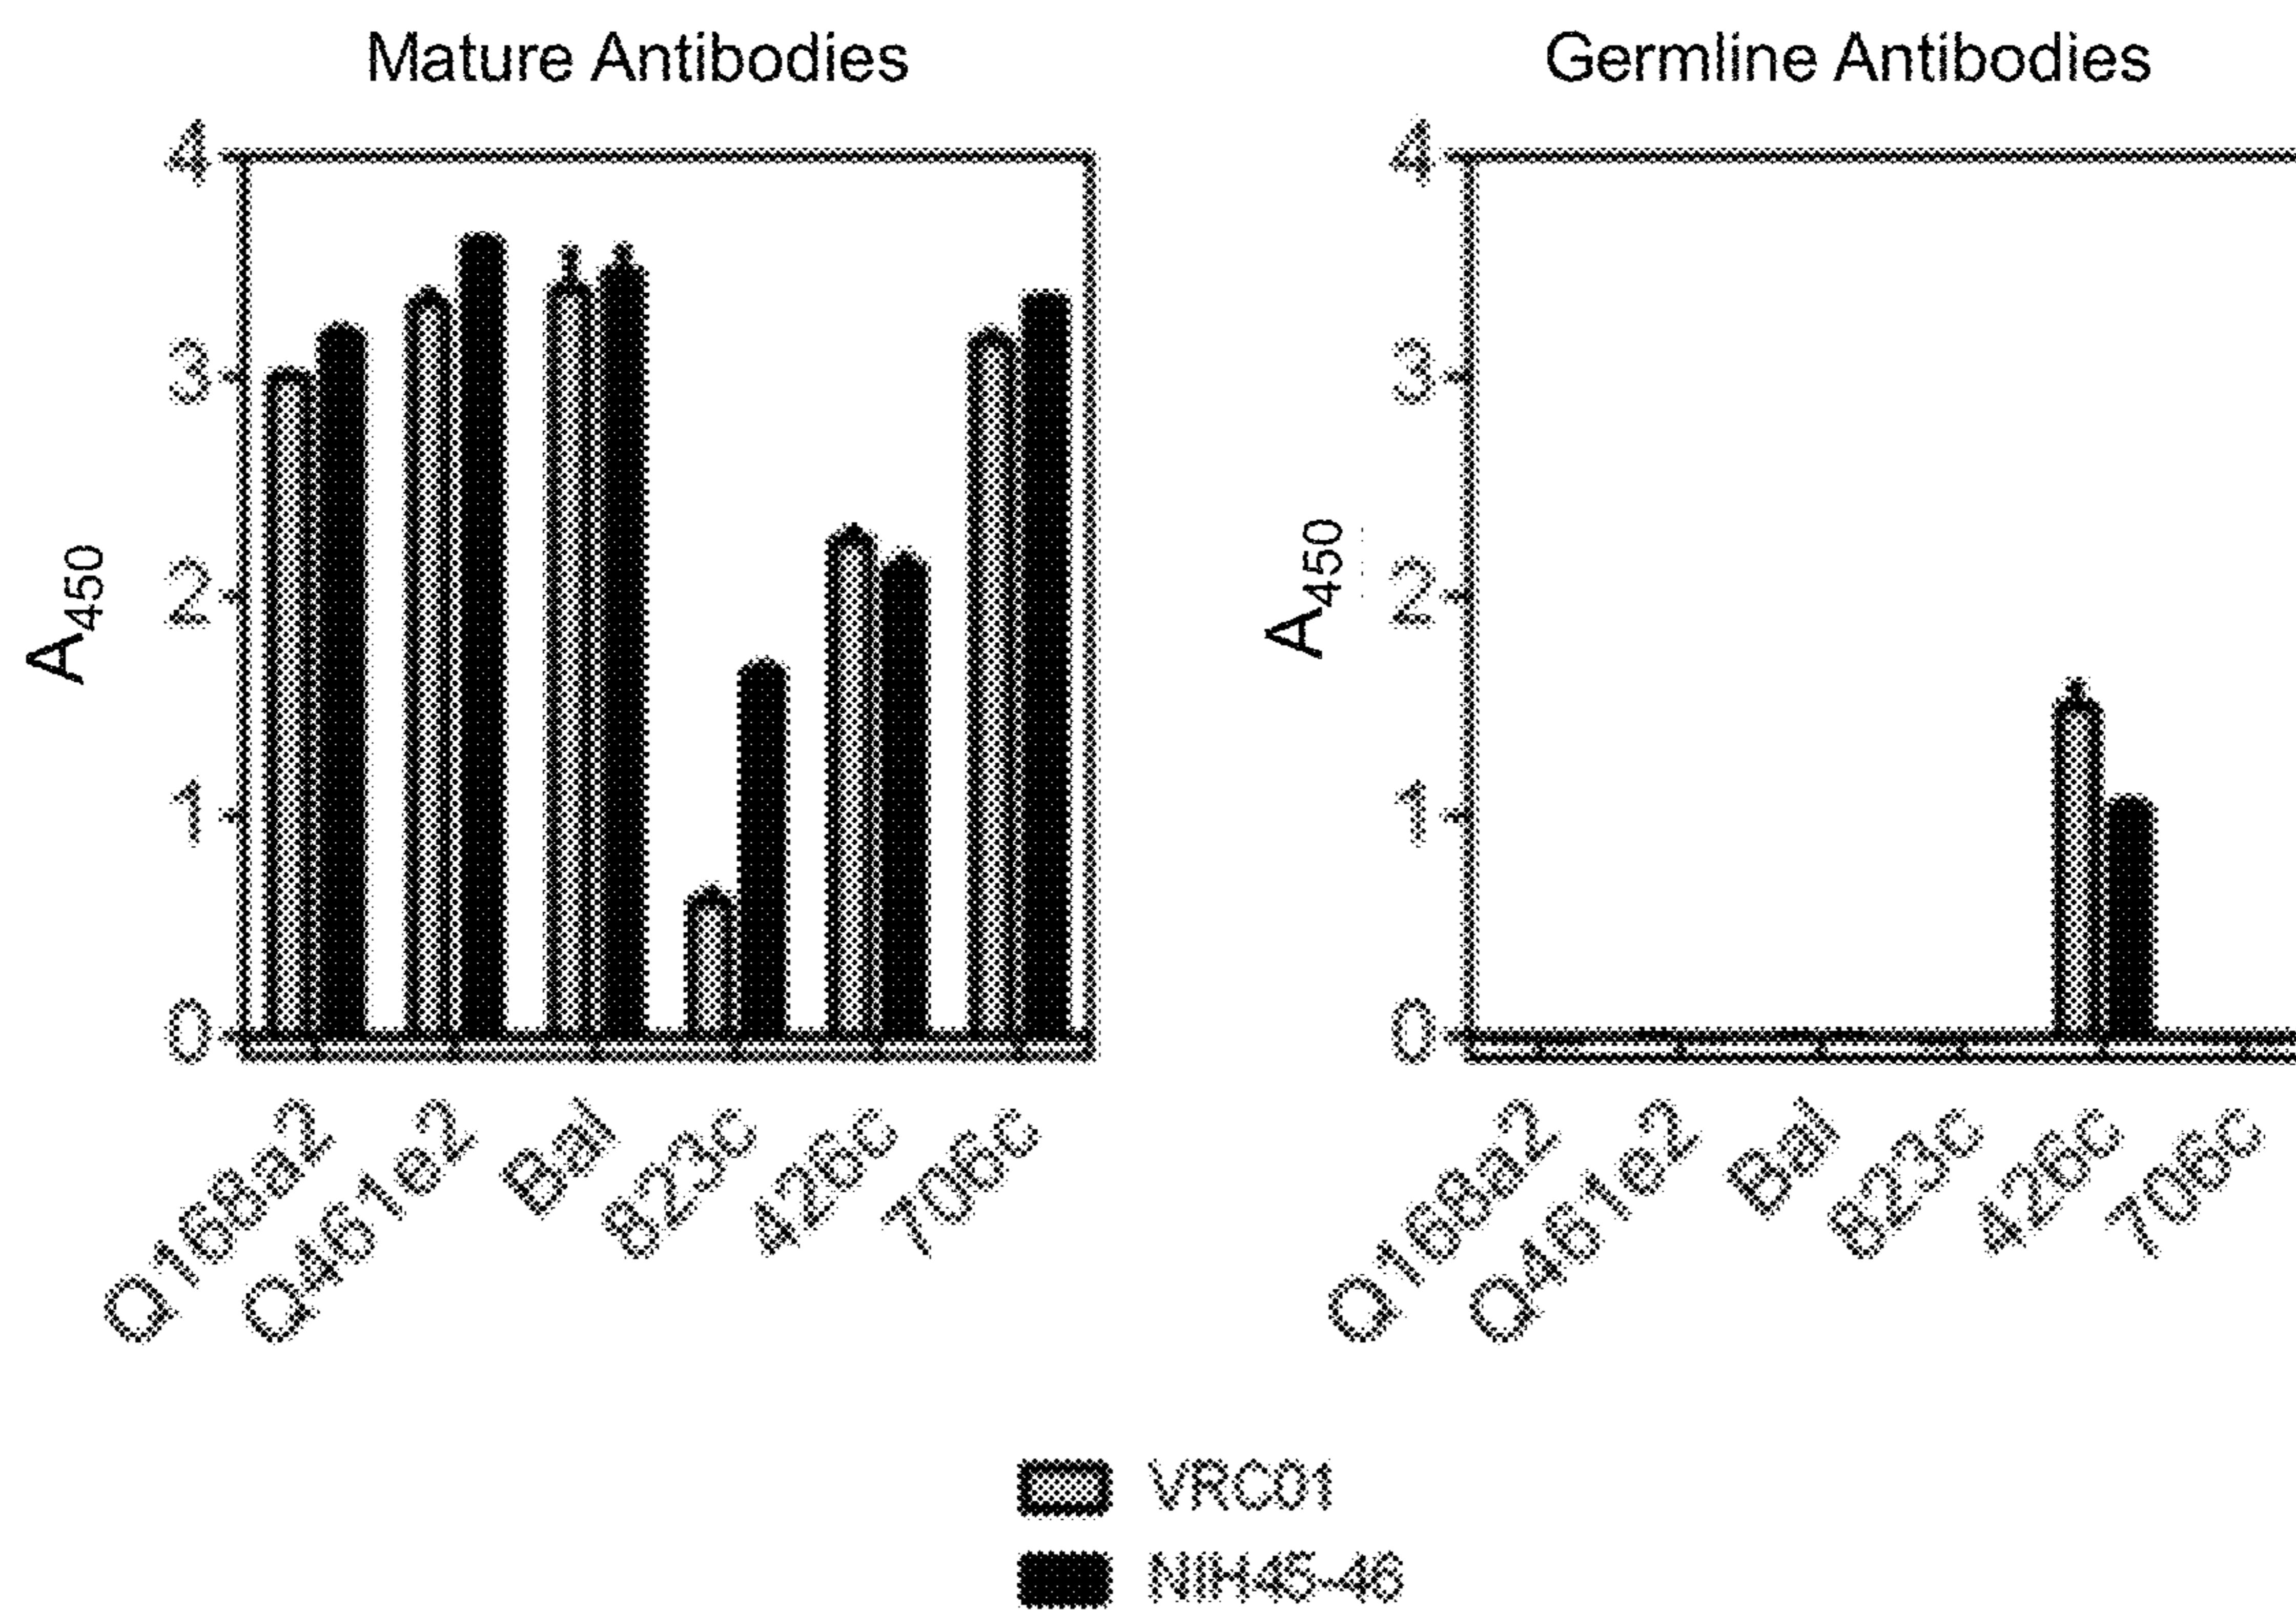 Mature Antibodies
4
3
2
1
0
A450
Q168a2
Q461e2
Bal
823c
426c
706c
Germline Antibodies
4
3
2
1
0
A450
Q168a2
Q461e2
Bal
823c
426c
706c
VRC01
NIH45-46